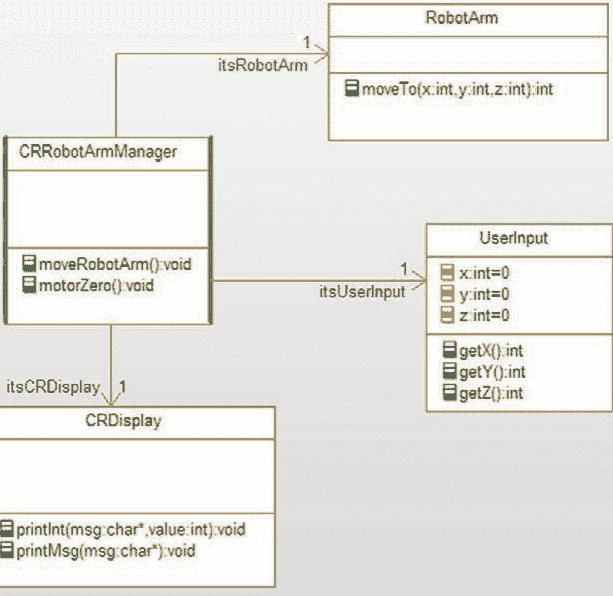 RobotArm
1
itsRobotArm
moveTo(x:int,y:int,z:int):int
CRRobotArmManager
moveRobotArm():void
motorZero():void
UserInput
1
itsUserInput
x:int=0
y:int=0
z:int=0
getX():int
getY():int
getZ():int
itsCRDisplay
1
CRDisplay
printInt(msg:char*,value:int):void
printMsg(msg:char*):void